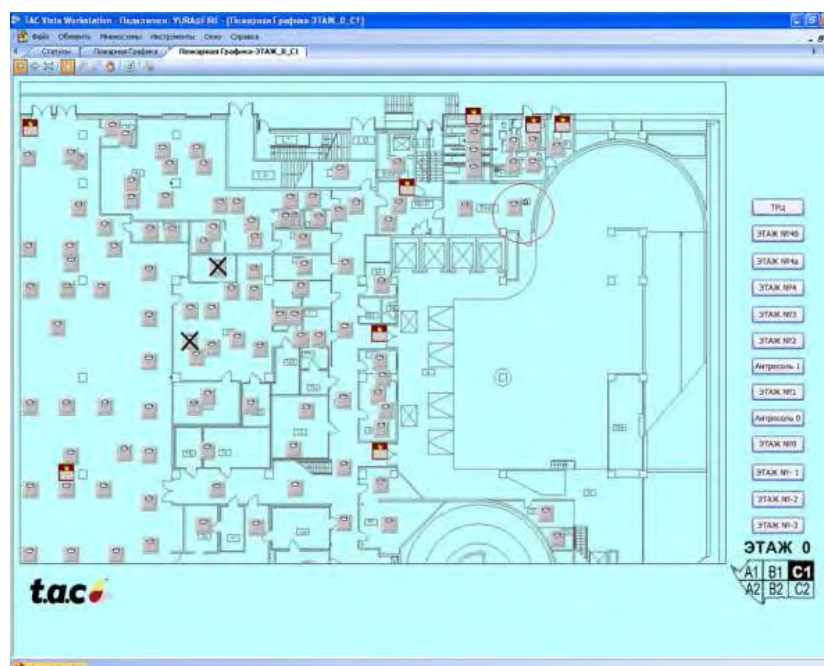 TAC Vista Workstation - Подключен: YURA@FIRE - [Пожарная Графика-ЭТАЖ_0_C1]
Файл Обновить Мнемосхемы Инструменты Окно Справка
Статусы Пожарная Графика Пожарная Графика-ЭТАЖ_0_C1
ТРЦ
ЭТАЖ №4б
ЭТАЖ №4а
ЭТАЖ №4
ЭТАЖ №3
ЭТАЖ №2
Антресоль 1
ЭТАЖ №1
Антресоль 0
ЭТАЖ №0
ЭТАЖ №-1
ЭТАЖ №-2
ЭТАЖ №-3
C1
ЭТАЖ 0
A1 B1 C1
A2 B2 C2
t.a.c